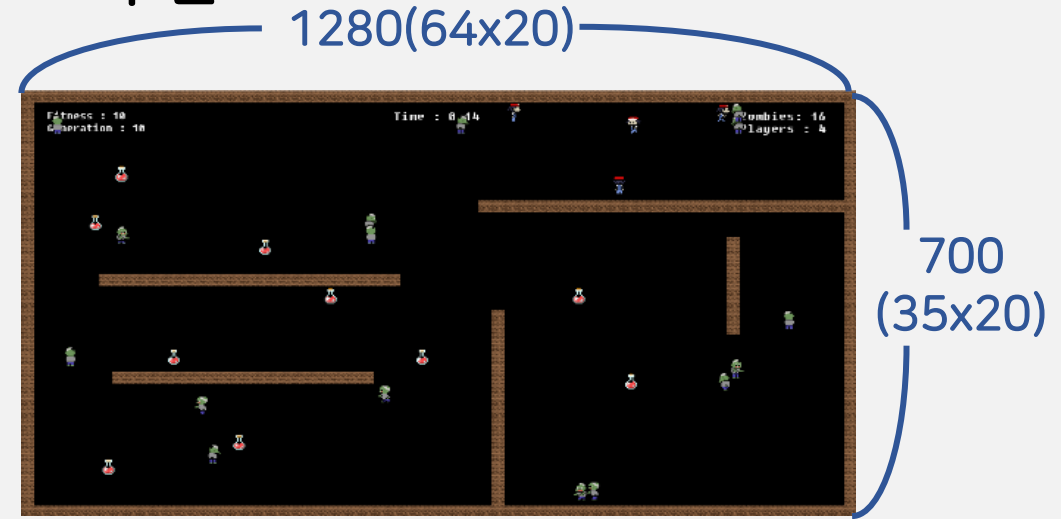 1280(64x20)
Fitness : 10
Time : 0 14
Zombies: 16
Generation : 10
Players : 4
700
(35x20)